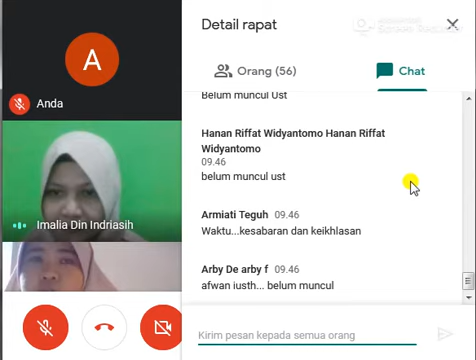 Detail rapat
A
Orang (56)
Chat
Anda
Belum muncul Ust
Hanan Riffat Widyantomo Hanan Riffat
Widyantomo
09.46
belum muncul ust
Imalia Din Indriasih
Armiati Teguh 09.46
Waktu...kesabaran dan keikhlasan
Arby De arby f 09.46
afwan iusth... belum muncul
Kirim pesan kepada semua orang